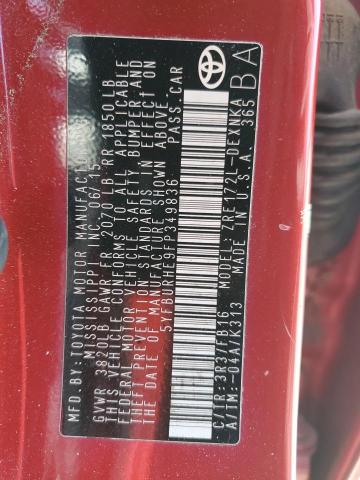 MFD.BY:TOYOTA MOTOR MANUFACTURING
MISSISSIPPI INC. 06/15
GVWR 3820LB GAWR FR 2070LB RR 1850LB
THIS VEHICLE CONFORMS TO ALL APPLICABLE
FEDERAL MOTOR VEHICLE SAFETY, BUMPER, AND
THEFT PREVENTION STANDARDS IN EFFECT ON
THE DATE OF MANUFACTURE SHOWN ABOVE.
5YFBURHE9FP349836 PASS.CAR
TOYOTA
BA
C/TR:3R3/FB16 MODEL: ZRE172L-DEXNKA
A/TM:-04A/K313 MADE IN U.S.A. 365